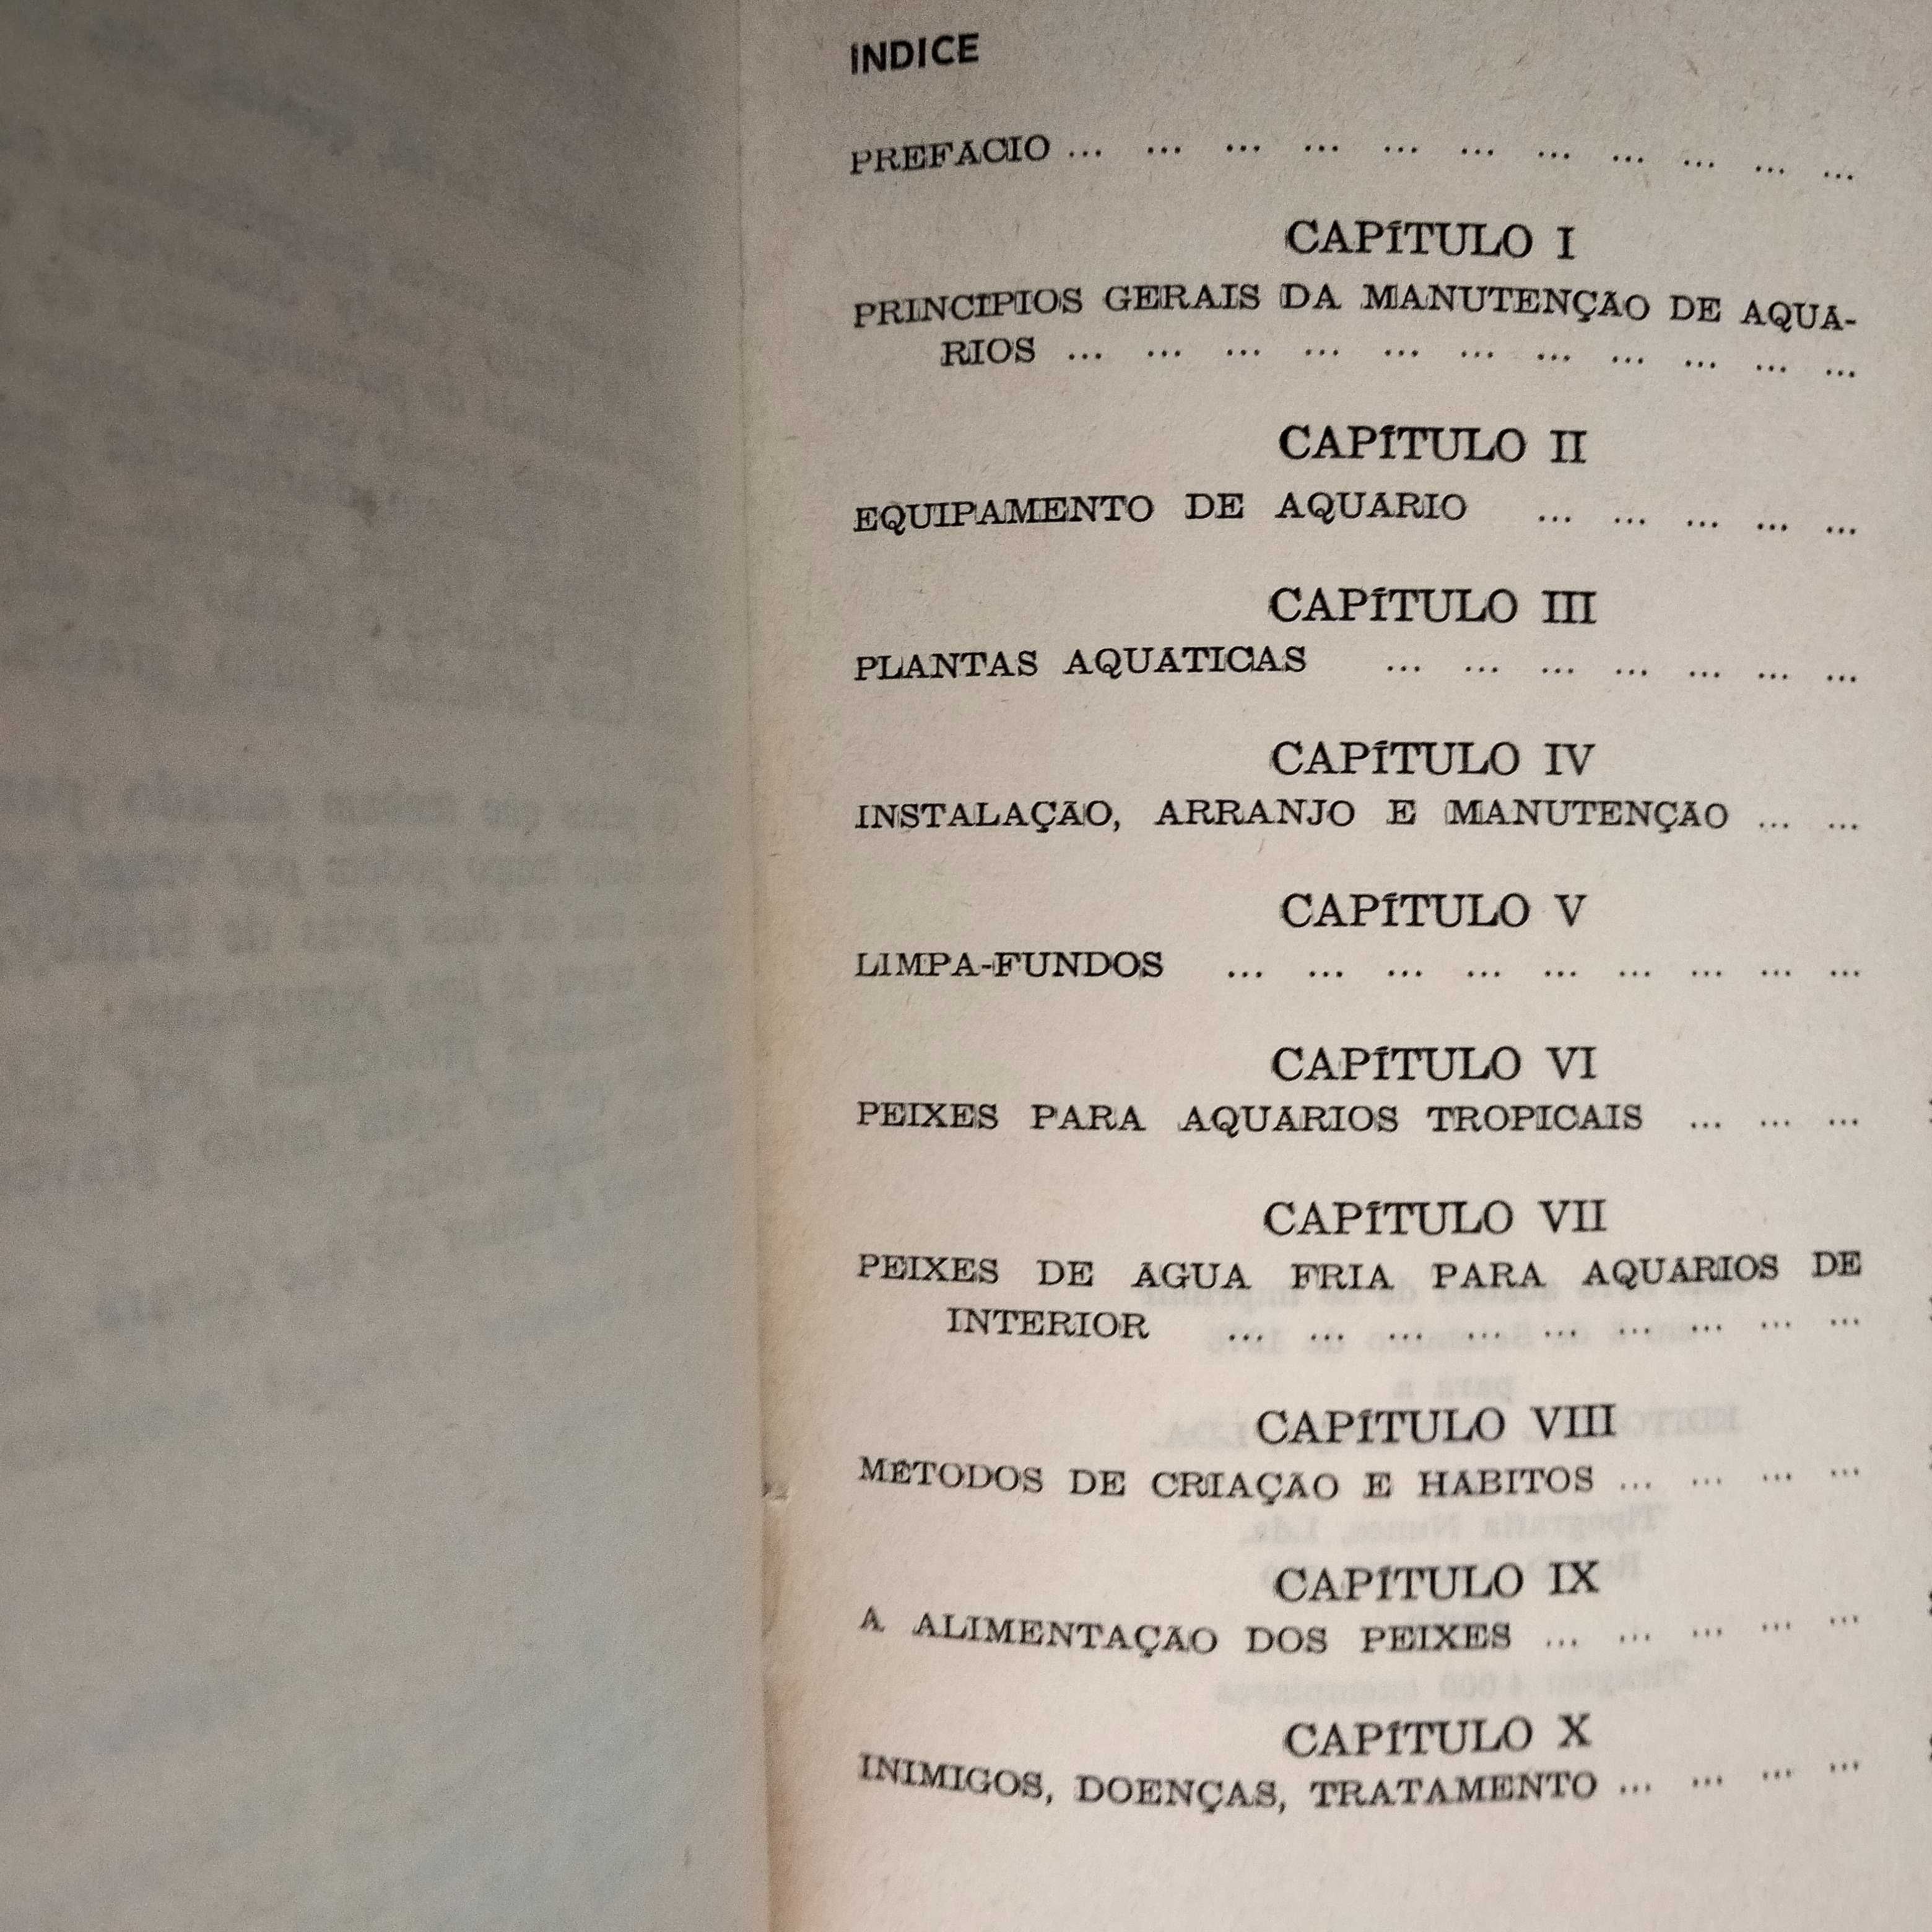 INDICE
PREFACIO ... ... ... ... ... ... ... ... ... ... ...
CAPÍTULO I
PRINCIPIOS GERAIS DA MANUTENÇÃO DE AQUA-
RIOS ... ... ... ... ... ... ... ... ... ... ...
CAPÍTULO II
EQUIPAMENTO DE AQUARIO ... ... ... ... ...
CAPÍTULO III
PLANTAS AQUATICAS ... ... ... ... ... ... ...
CAPÍTULO IV
INSTALAÇÃO, ARRANJO E MANUTENÇÃO ... ...
CAPÍTULO V
LIMPA-FUNDOS ... ... ... ... ... ... ... ... ...
CAPÍTULO VI
PEIXES PARA AQUARIOS TROPICAIS ... ... ...
CAPÍTULO VII
PEIXES DE AGUA FRIA PARA AQUARIOS DE
INTERIOR ... ... ... ... ... ... ... ... ...
CAPÍTULO VIII
MÉTODOS DE CRIAÇÃO E HABITOS ... ... ... ...
CAPÍTULO IX
A ALIMENTAÇÃO DOS PEIXES ... ... ... ... ...
CAPÍTULO X
INIMIGOS, DOENÇAS, TRATAMENTO ... ... ... ...